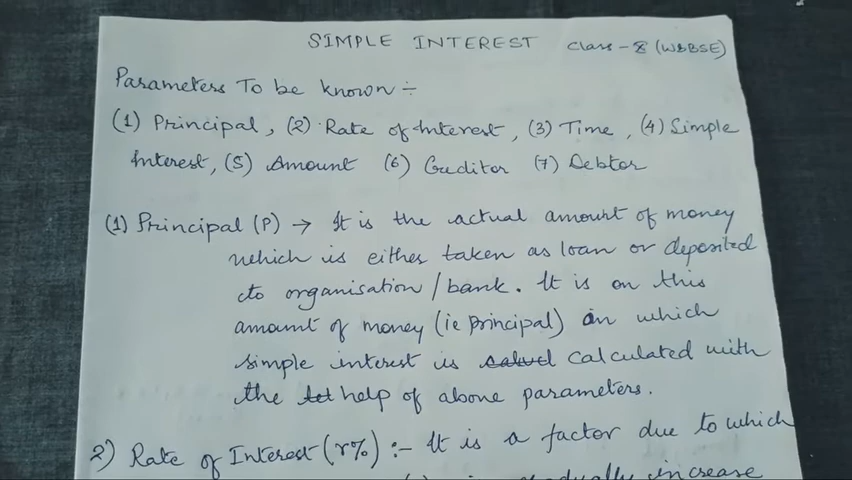 SIMPLE INTEREST Class-8 (WBBSE)
Parameters To be known :-
(1) Principal, (2) Rate of Interest, (3) Time, (4) Simple
Interest, (5) Amount (6) Creditor (7) Debtor
(1) Principal (P) → It is the actual amount of money
which is either taken as loan or deposited
to organisation/bank. It is on this
amount of money (ie principal) on which
simple interest is calculated with
the help of above parameters.
2) Rate of Interest (r%) :- It is a factor due to which
gradually increase